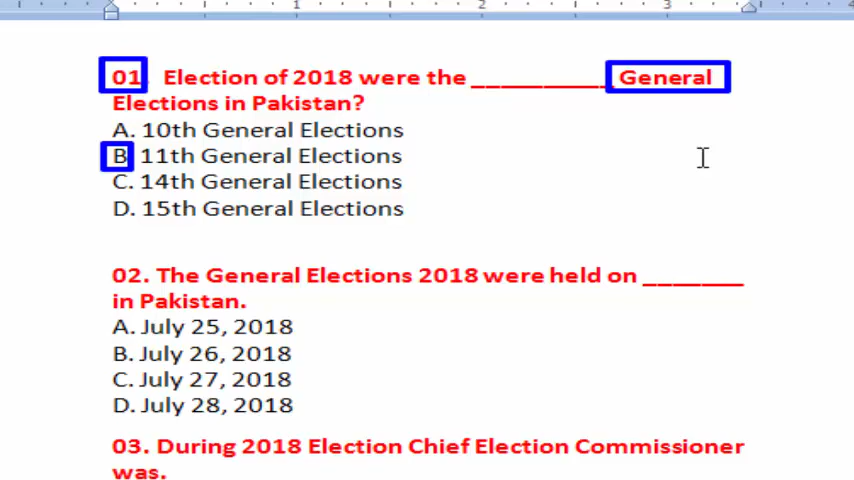 1 2 3 4
01. Election of 2018 were the ____________ General
Elections in Pakistan?
A. 10th General Elections
B. 11th General Elections
C. 14th General Elections
D. 15th General Elections
02. The General Elections 2018 were held on ________
in Pakistan.
A. July 25, 2018
B. July 26, 2018
C. July 27, 2018
D. July 28, 2018
03. During 2018 Election Chief Election Commissioner
was.